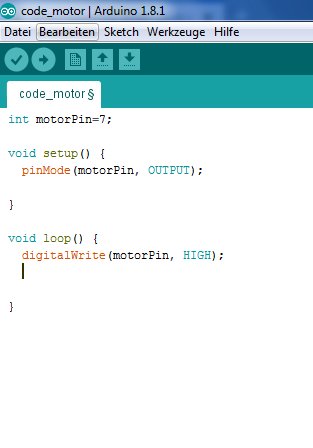 code_motor | Arduino 1.8.1
Datei Bearbeiten Sketch Werkzeuge Hilfe
code_motor §
int motorPin=7;
void setup() {
pinMode(motorPin, OUTPUT);
}
void loop() {
digitalWrite(motorPin, HIGH);
}